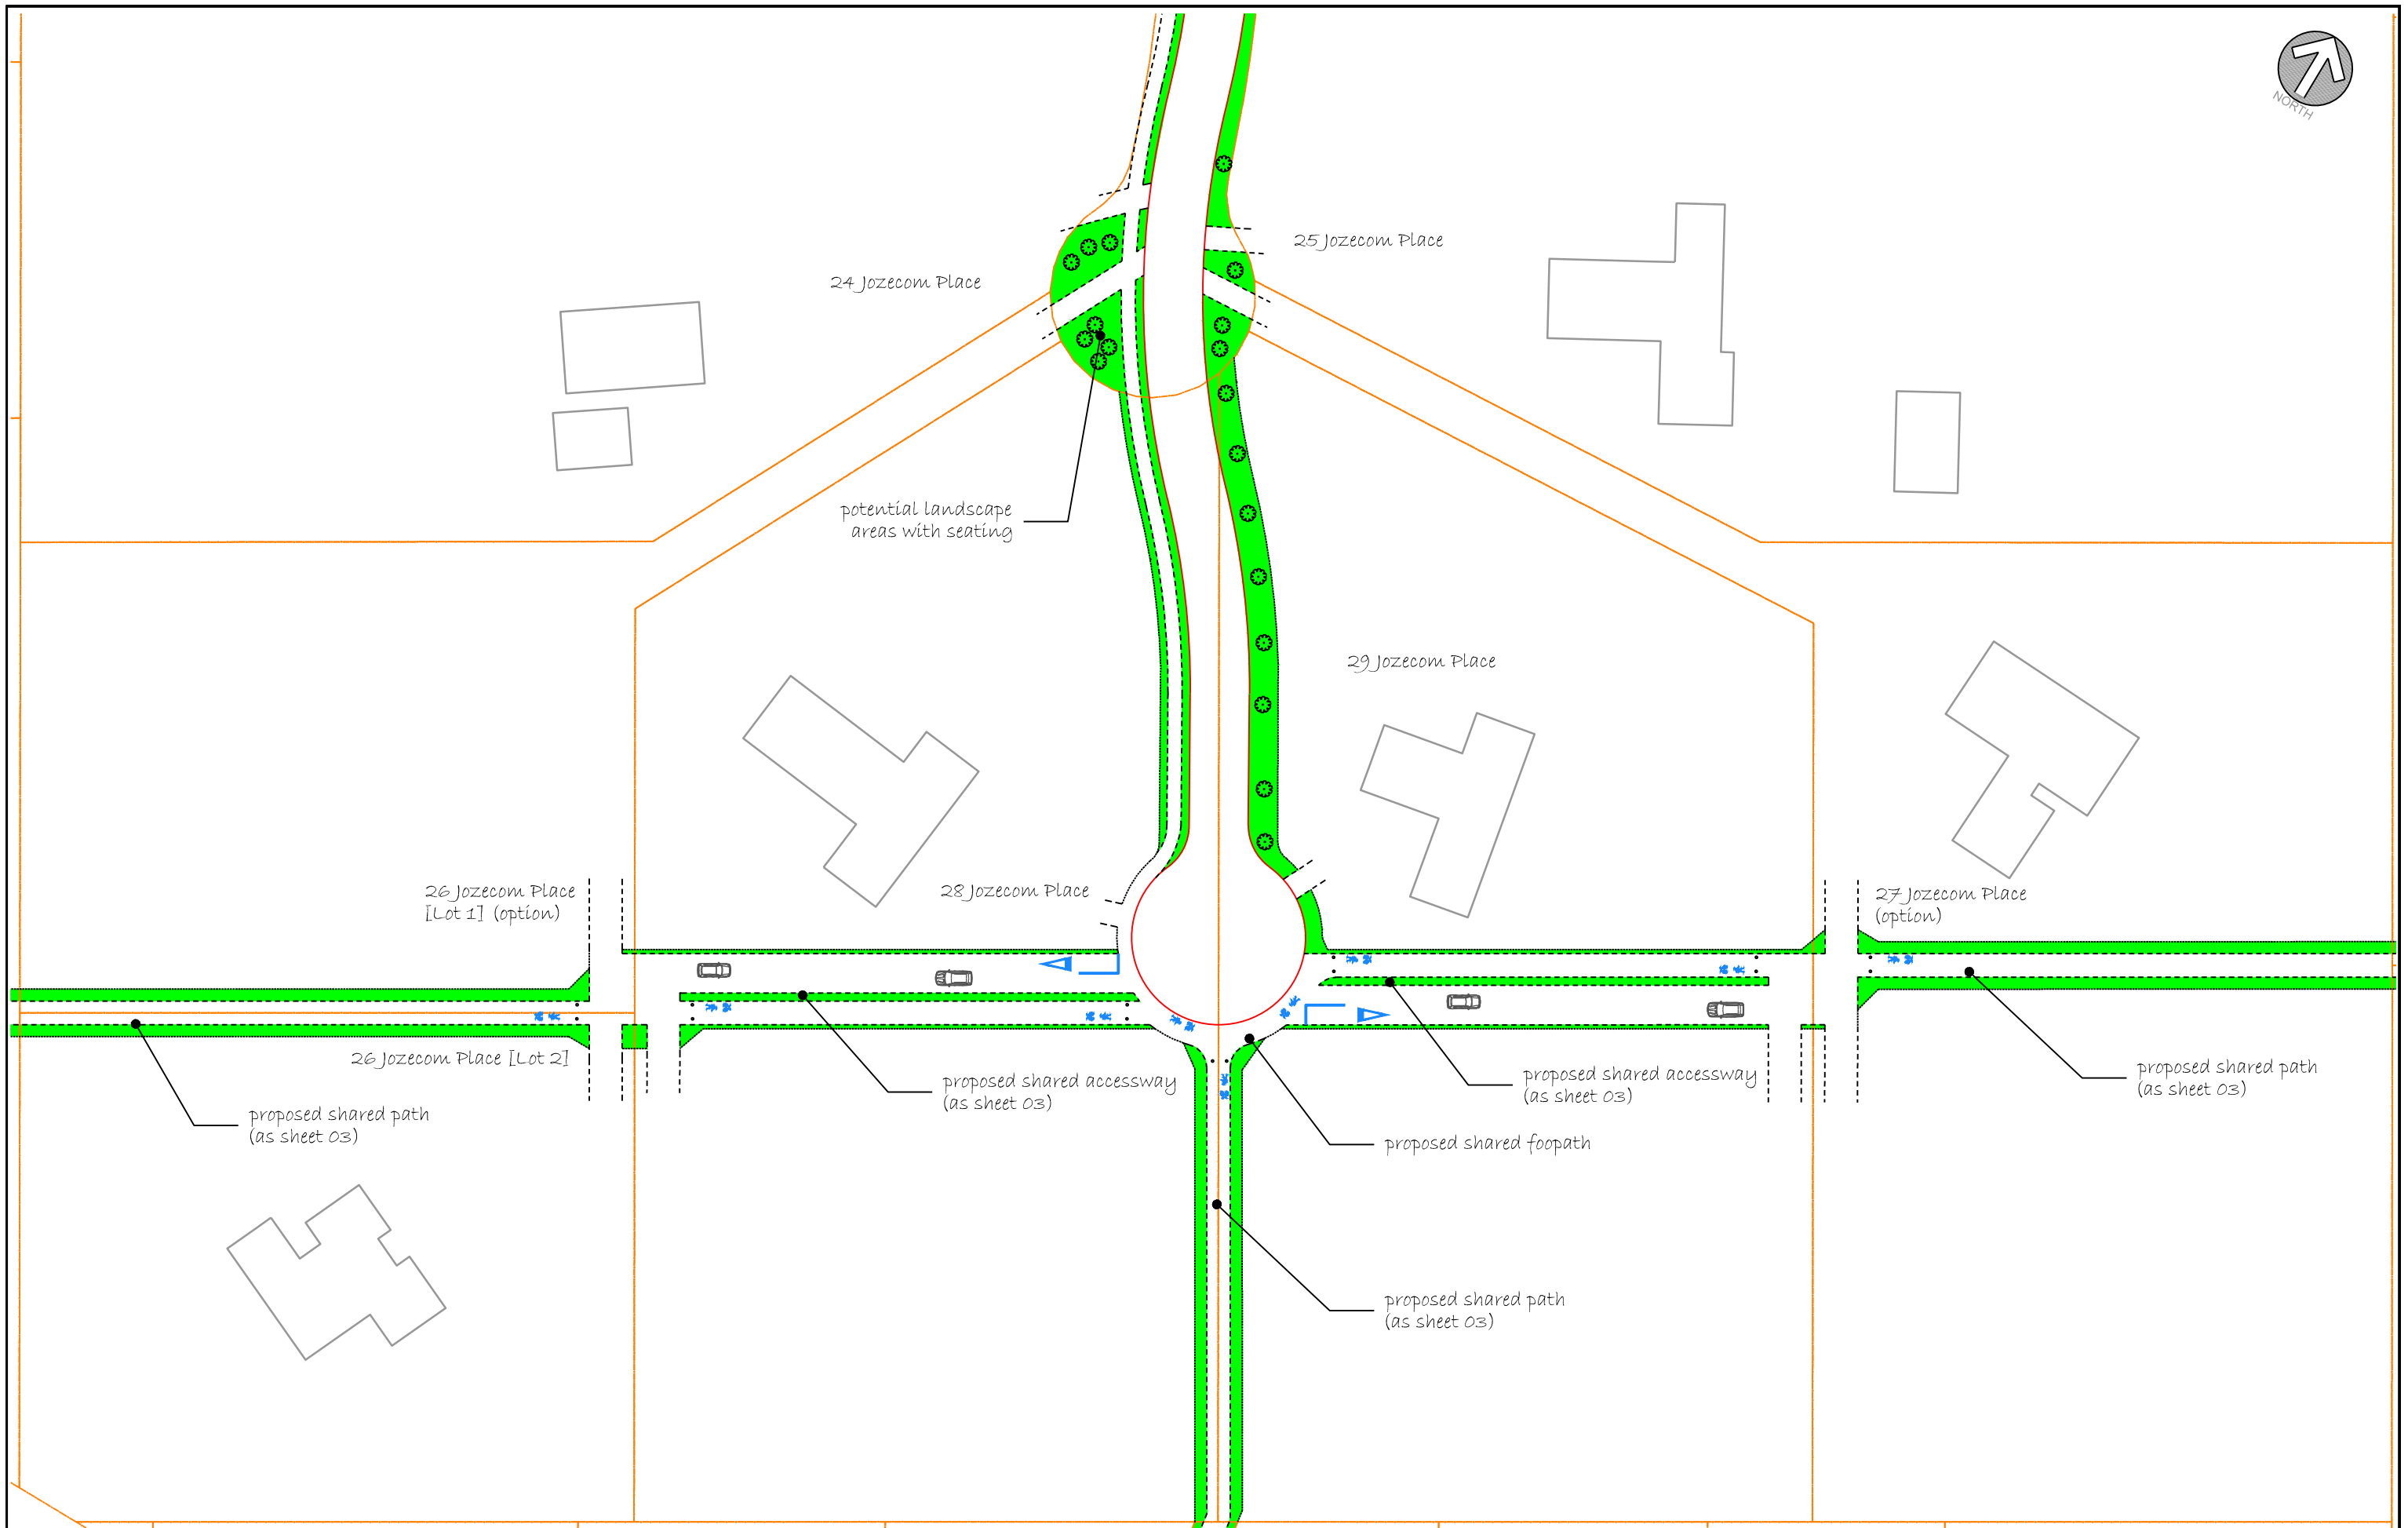 NORTH
25 Jozecom Place
24 Jozecom Place
potential landscape
areas with seating
29 Jozecom Place
26 Jozecom Place
[Lot 1] (option)
28 Jozecom Place
27 Jozecom Place
(option)
26 Jozecom Place [Lot 2]
proposed shared path
(as sheet 03)
proposed shared accessway
(as sheet 03)
proposed shared accessway
(as sheet 03)
proposed shared path
(as sheet 03)
proposed shared foopath
proposed shared path
(as sheet 03)